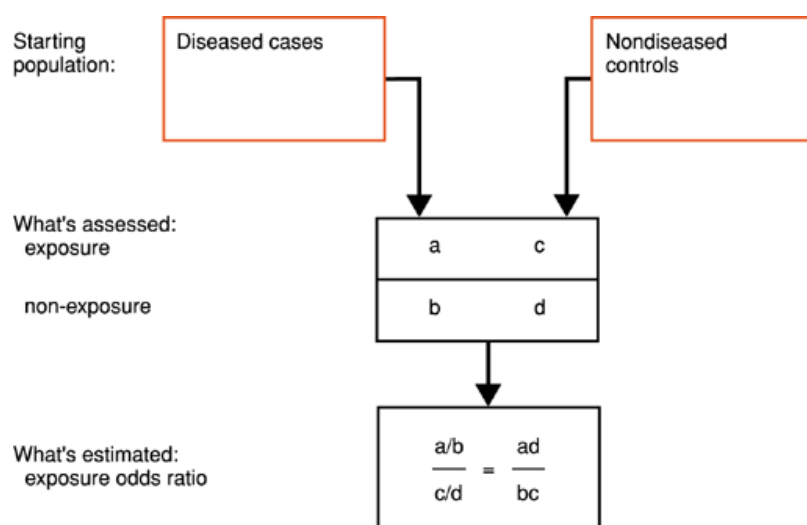 Starting
population:
Diseased cases
Nondiseased
controls
What's assessed:
exposure
a c
non-exposure
b d
What's estimated:
exposure odds ratio
a/b ad
=
c/d bc